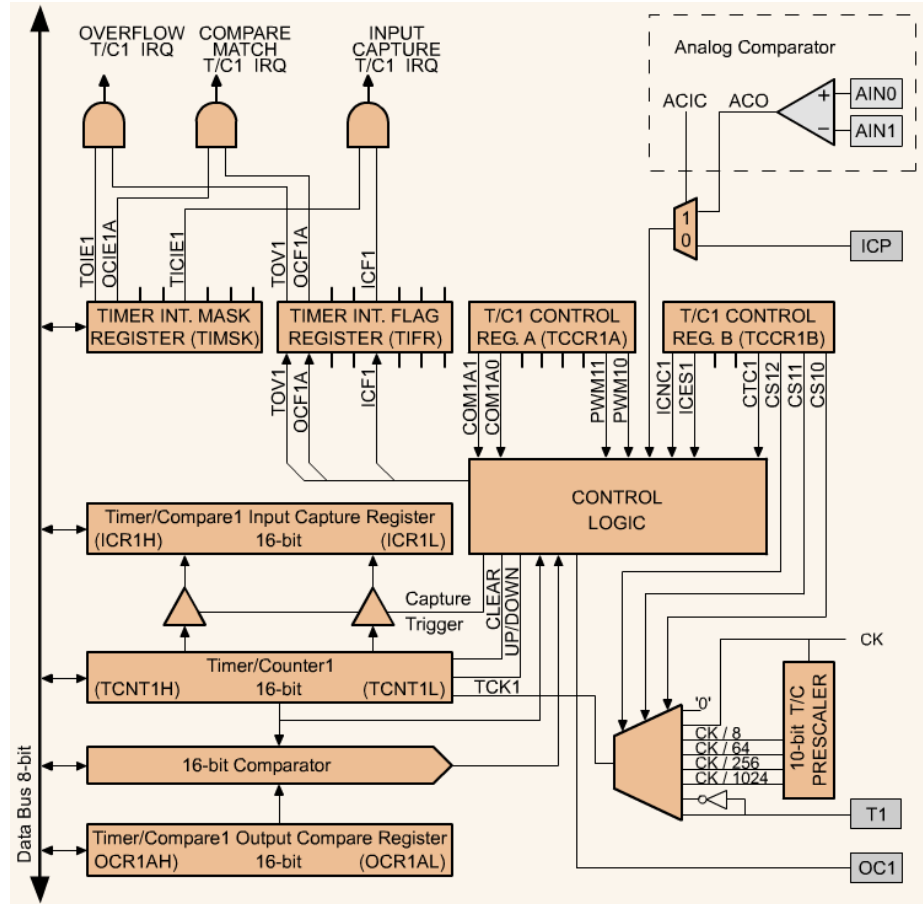 OVERFLOW
T/C1 IRQ
COMPARE
MATCH
T/C1 IRQ
INPUT
CAPTURE
T/C1 IRQ
Analog Comparator
ACIC
ACO
+
−
AIN0
AIN1
1
0
ICP
TOIE1
OCIE1A
TICIE1
TOV1
OCF1A
ICF1
TIMER INT. MASK
REGISTER (TIMSK)
TIMER INT. FLAG
REGISTER (TIFR)
T/C1 CONTROL
REG. A (TCCR1A)
T/C1 CONTROL
REG. B (TCCR1B)
TOV1
OCF1A
ICF1
COM1A1
COM1A0
PWM11
PWM10
ICNC1
ICES1
CTC1
CS12
CS11
CS10
CONTROL
LOGIC
Timer/Compare1 Input Capture Register
(ICR1H) 16-bit (ICR1L)
Capture
Trigger
CLEAR
UP/DOWN
Timer/Counter1
(TCNT1H) 16-bit (TCNT1L)
TCK1
CK
'0'
CK / 8
CK / 64
CK / 256
CK / 1024
10-bit T/C
PRESCALER
16-bit Comparator
T1
Timer/Compare1 Output Compare Register
OCR1AH) 16-bit (OCR1AL)
OC1
Data Bus 8-bit